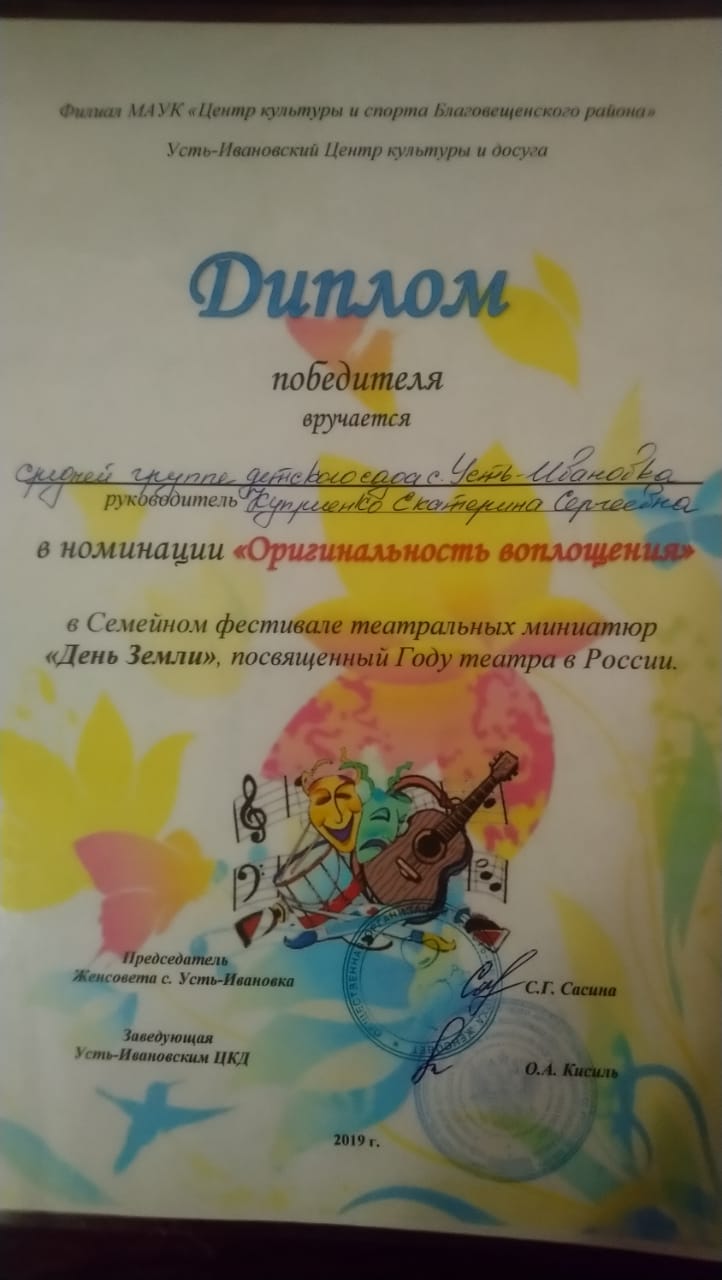 Филиал МАУК «Центр культуры и спорта Благовещенского района»
Усть-Ивановский Центр культуры и досуга
Диплом
победителя
вручается
средней группе детского сада с. Усть-Ивановка
руководитель Куприенко Екатерина Сергеевна
в номинации «Оригинальность воплощения»
в Семейном фестивале театральных миниатюр
«День Земли», посвященный Году театра в России.
Председатель
Женсовета с. Усть-Ивановка
С.Г. Сасина
Заведующая
Усть-Ивановским ЦКД
О.А. Кисиль
2019 г.